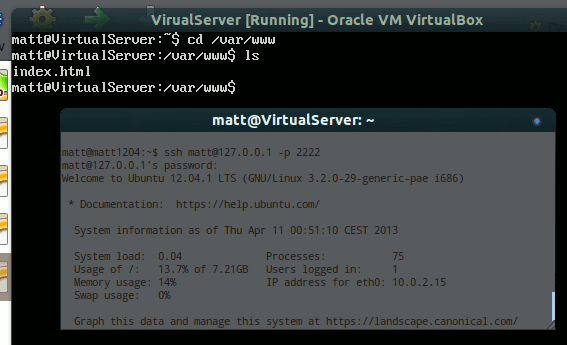 VirualServer [Running] - Oracle VM VirtualBox
matt@VirtualServer:~$ cd /var/www
matt@VirtualServer:/var/www$ ls
index.html
matt@VirtualServer:/var/www$
matt@VirtualServer: ~
matt@matt1204:~$ ssh matt@127.0.0.1 -p 2222
matt@127.0.0.1's password:
Welcome to Ubuntu 12.04.1 LTS (GNU/Linux 3.2.0-29-generic-pae i686)
* Documentation:  https://help.ubuntu.com/
System information as of Thu Apr 11 00:51:10 CEST 2013
System load:  0.04 Processes: 75
Usage of /:   13.7% of 7.21GB Users logged in: 1
Memory usage: 14% IP address for eth0: 10.0.2.15
Swap usage:   0%
Graph this data and manage this system at https://landscape.canonical.com/